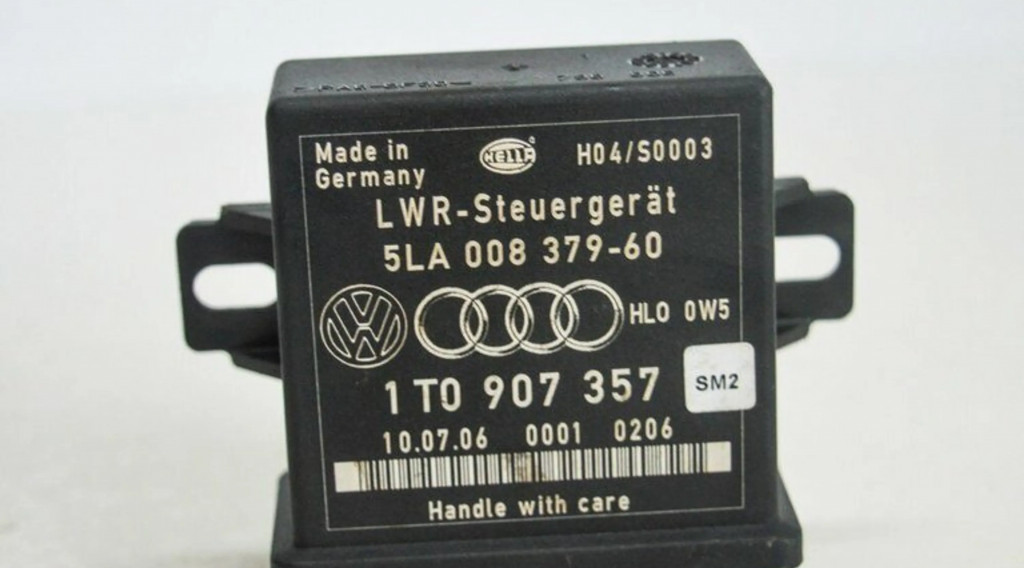 Made in
Germany
HELLA
H04/S0003
LWR-Steuergerät
5LA 008 379-60
HLO 0W5
1T0 907 357
SM2
10.07.06 0001 0206
Handle with care